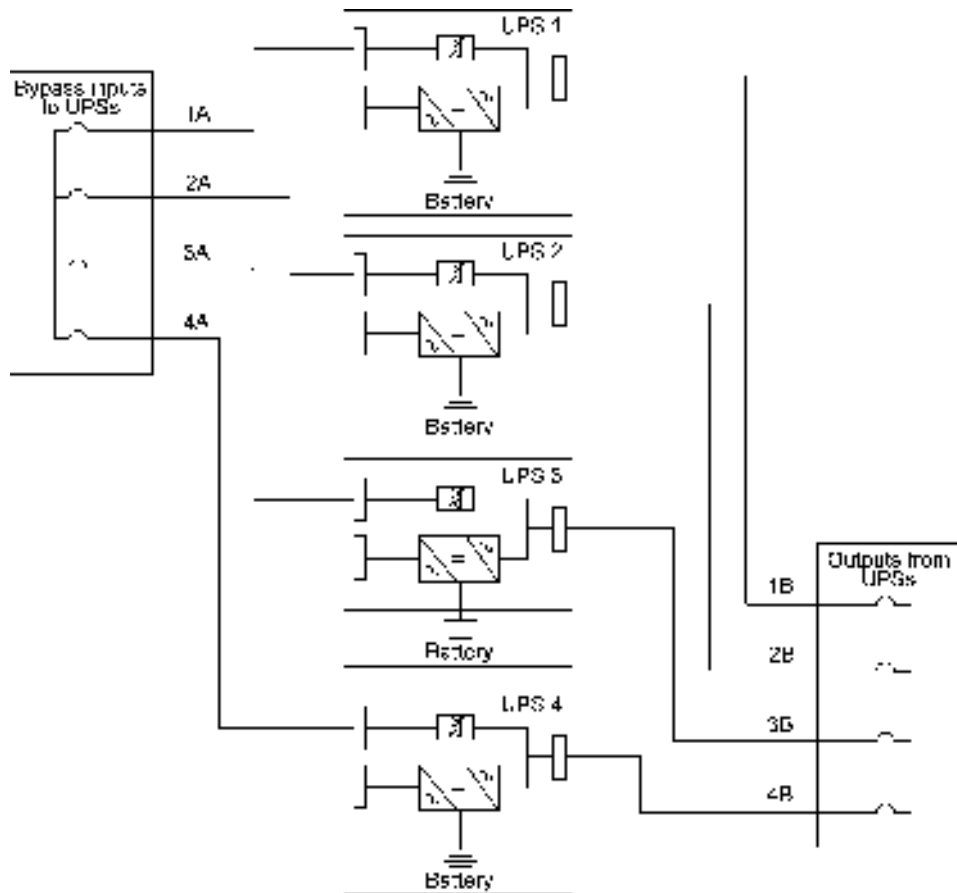 UPS 1
Bypass inputs
to UPSs
1A
2A
3A
4A
Battery
UPS 2
Battery
UPS 3
Battery
UPS 4
Battery
Outputs from
UPSs
1B
2B
3B
4B